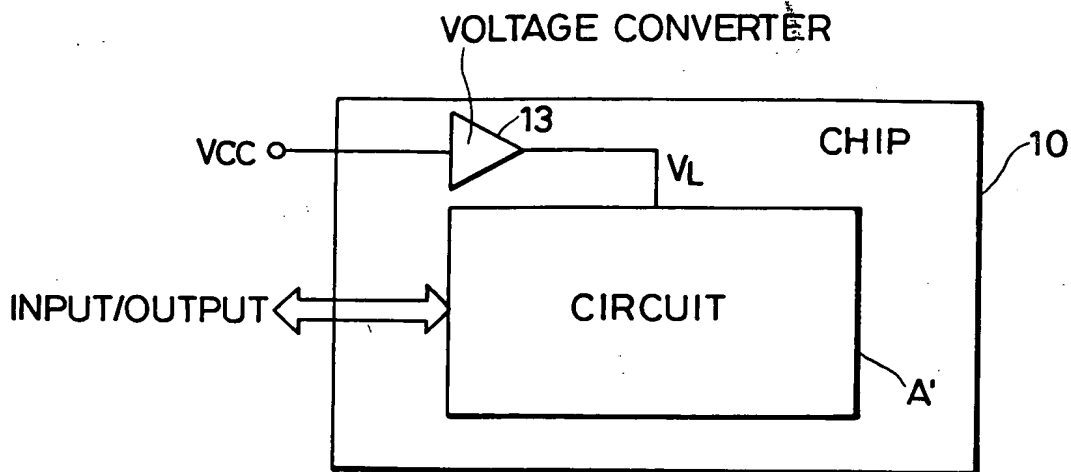 VOLTAGE CONVERTER
13
CHIP
10
VCC
VL
INPUT/OUTPUT
CIRCUIT
A'